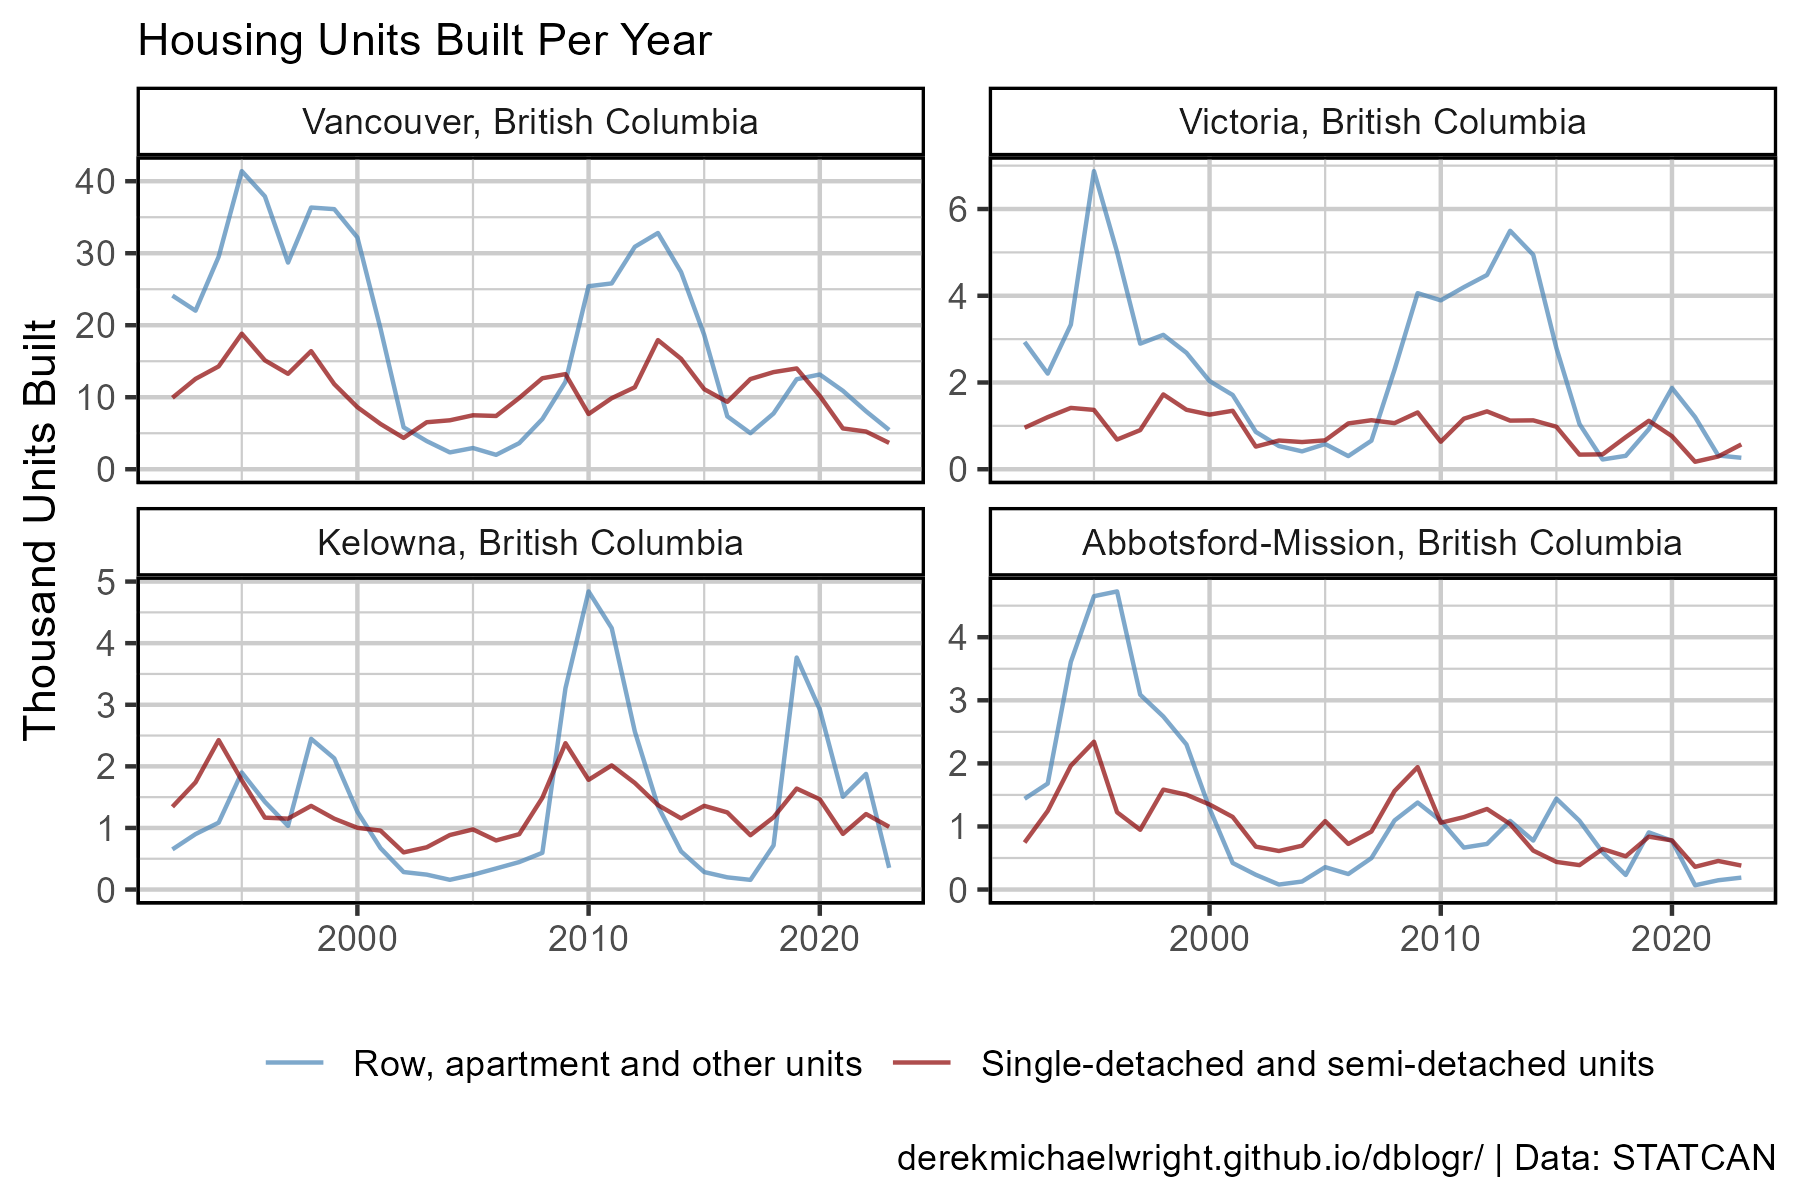 Housing Units Built Per Year
Vancouver, British Columbia
Victoria, British Columbia
40
30
20
10
0
6
4
2
0
Thousand Units Built
Kelowna, British Columbia
Abbotsford-Mission, British Columbia
5
4
3
2
1
0
4
3
2
1
0
2000 2010 2020
2000 2010 2020
Row, apartment and other units
Single-detached and semi-detached units
derekmichaelwright.github.io/dblogr/ | Data: STATCAN